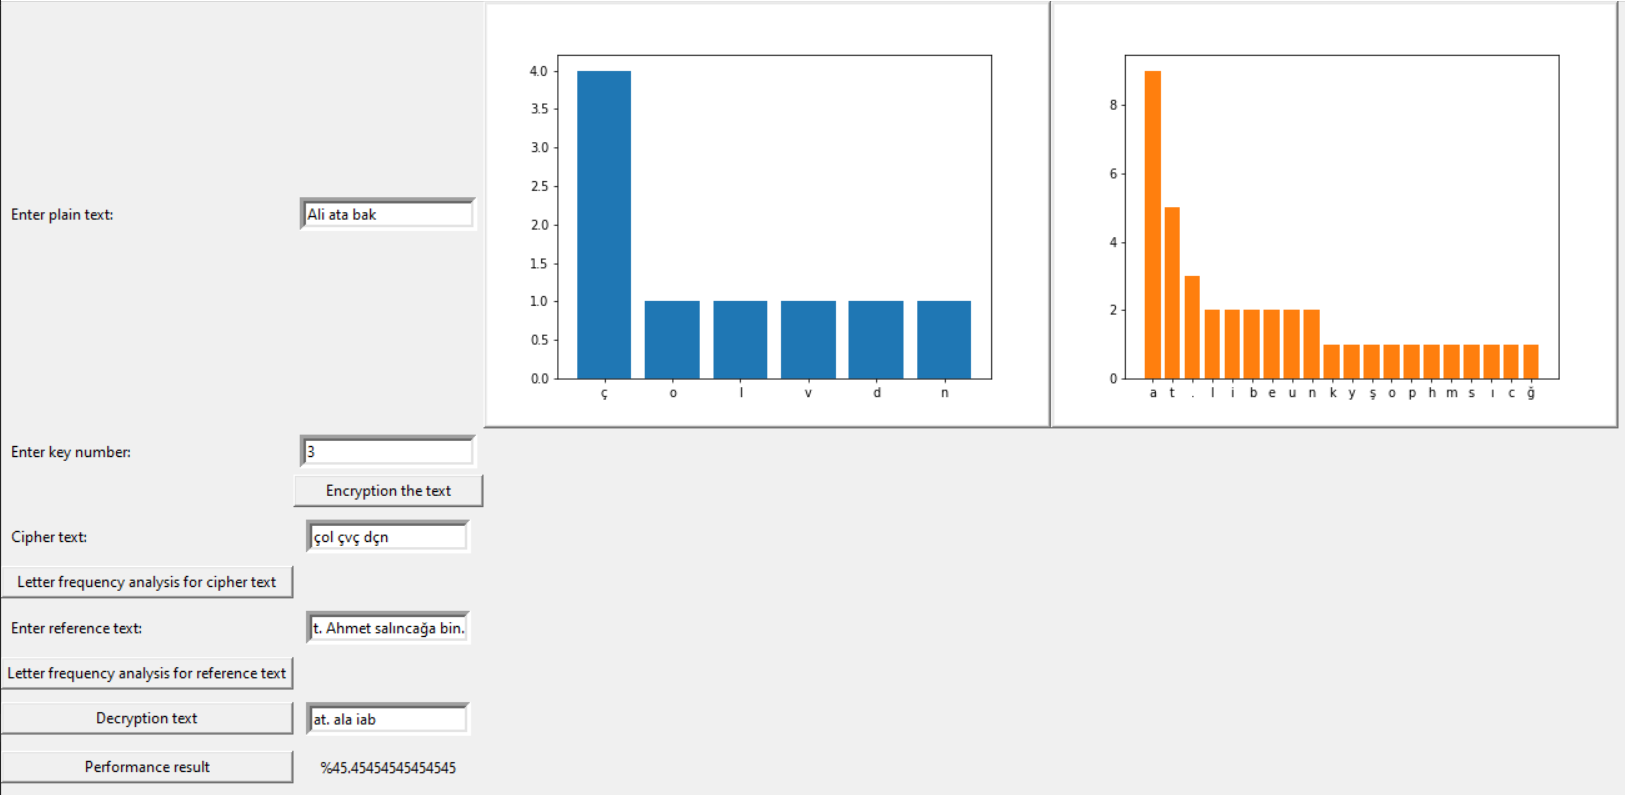 Enter plain text: Ali ata bak
4.0
3.5
3.0
2.5
2.0
1.5
1.0
0.5
0.0
ç o l v d n
8
6
4
2
0
a t . l i b e u n k y ş o p h m s ı c ğ
Enter key number: 3
Encryption the text
Cipher text: çol çvç dçn
Letter frequency analysis for cipher text
Enter reference text: t. Ahmet salıncağa bin.
Letter frequency analysis for reference text
Decryption text at. ala iab
Performance result %45.45454545454545